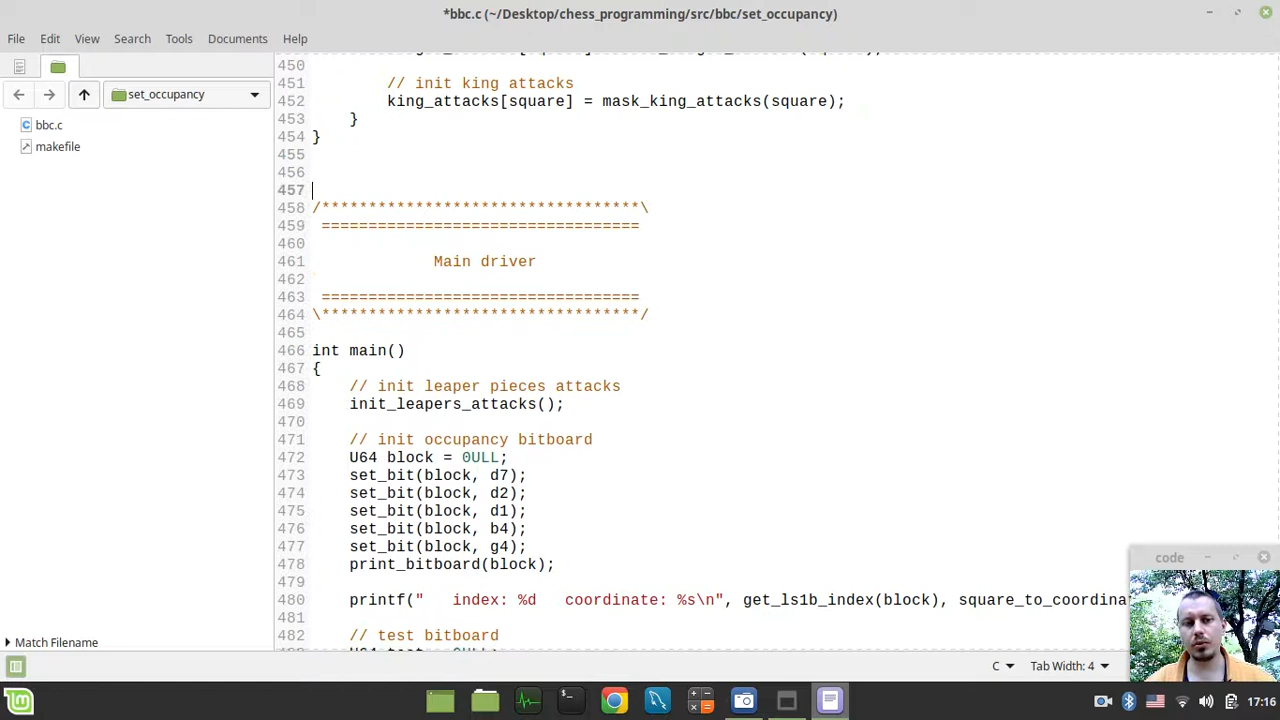 *bbc.c (~/Desktop/chess_programming/src/bbc/set_occupancy)
File Edit View Search Tools Documents Help
set_occupancy
bbc.c
makefile
450
451 // init king attacks
452 king_attacks[square] = mask_king_attacks(square);
453 }
454 }
455
456
457
458 /**********************************\
459 ==================================
460
461 Main driver
462
463 ==================================
464 \**********************************/
465
466 int main()
467 {
468 // init leaper pieces attacks
469 init_leapers_attacks();
470
471 // init occupancy bitboard
472 U64 block = 0ULL;
473 set_bit(block, d7);
474 set_bit(block, d2);
475 set_bit(block, d1);
476 set_bit(block, b4);
477 set_bit(block, g4);
478 print_bitboard(block);
479
480 printf("   index: %d   coordinate: %s\n", get_ls1b_index(block), square_to_coordina
481
482 // test bitboard
code
Match Filename
C Tab Width: 4
17:16